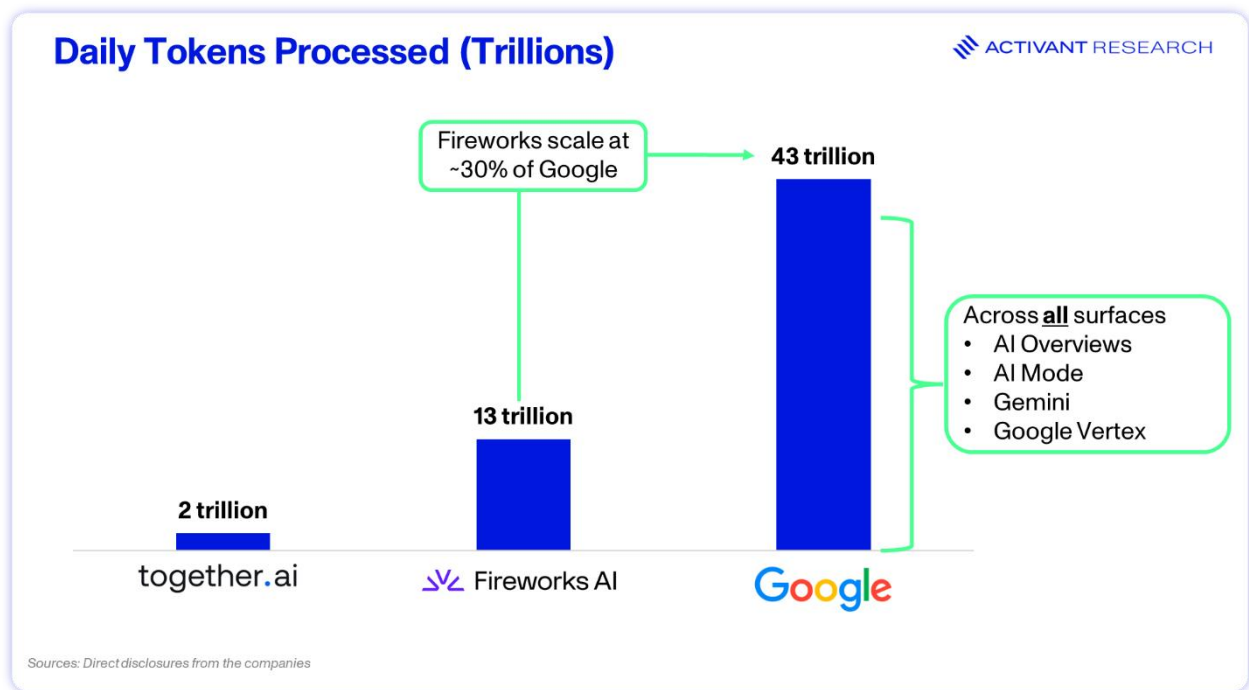 Daily Tokens Processed (Trillions)
ACTIVANT RESEARCH
Fireworks scale at
~30% of Google
43 trillion
Across all surfaces
• AI Overviews
• AI Mode
• Gemini
• Google Vertex
13 trillion
2 trillion
together.ai
Fireworks AI
Google
Sources: Direct disclosures from the companies